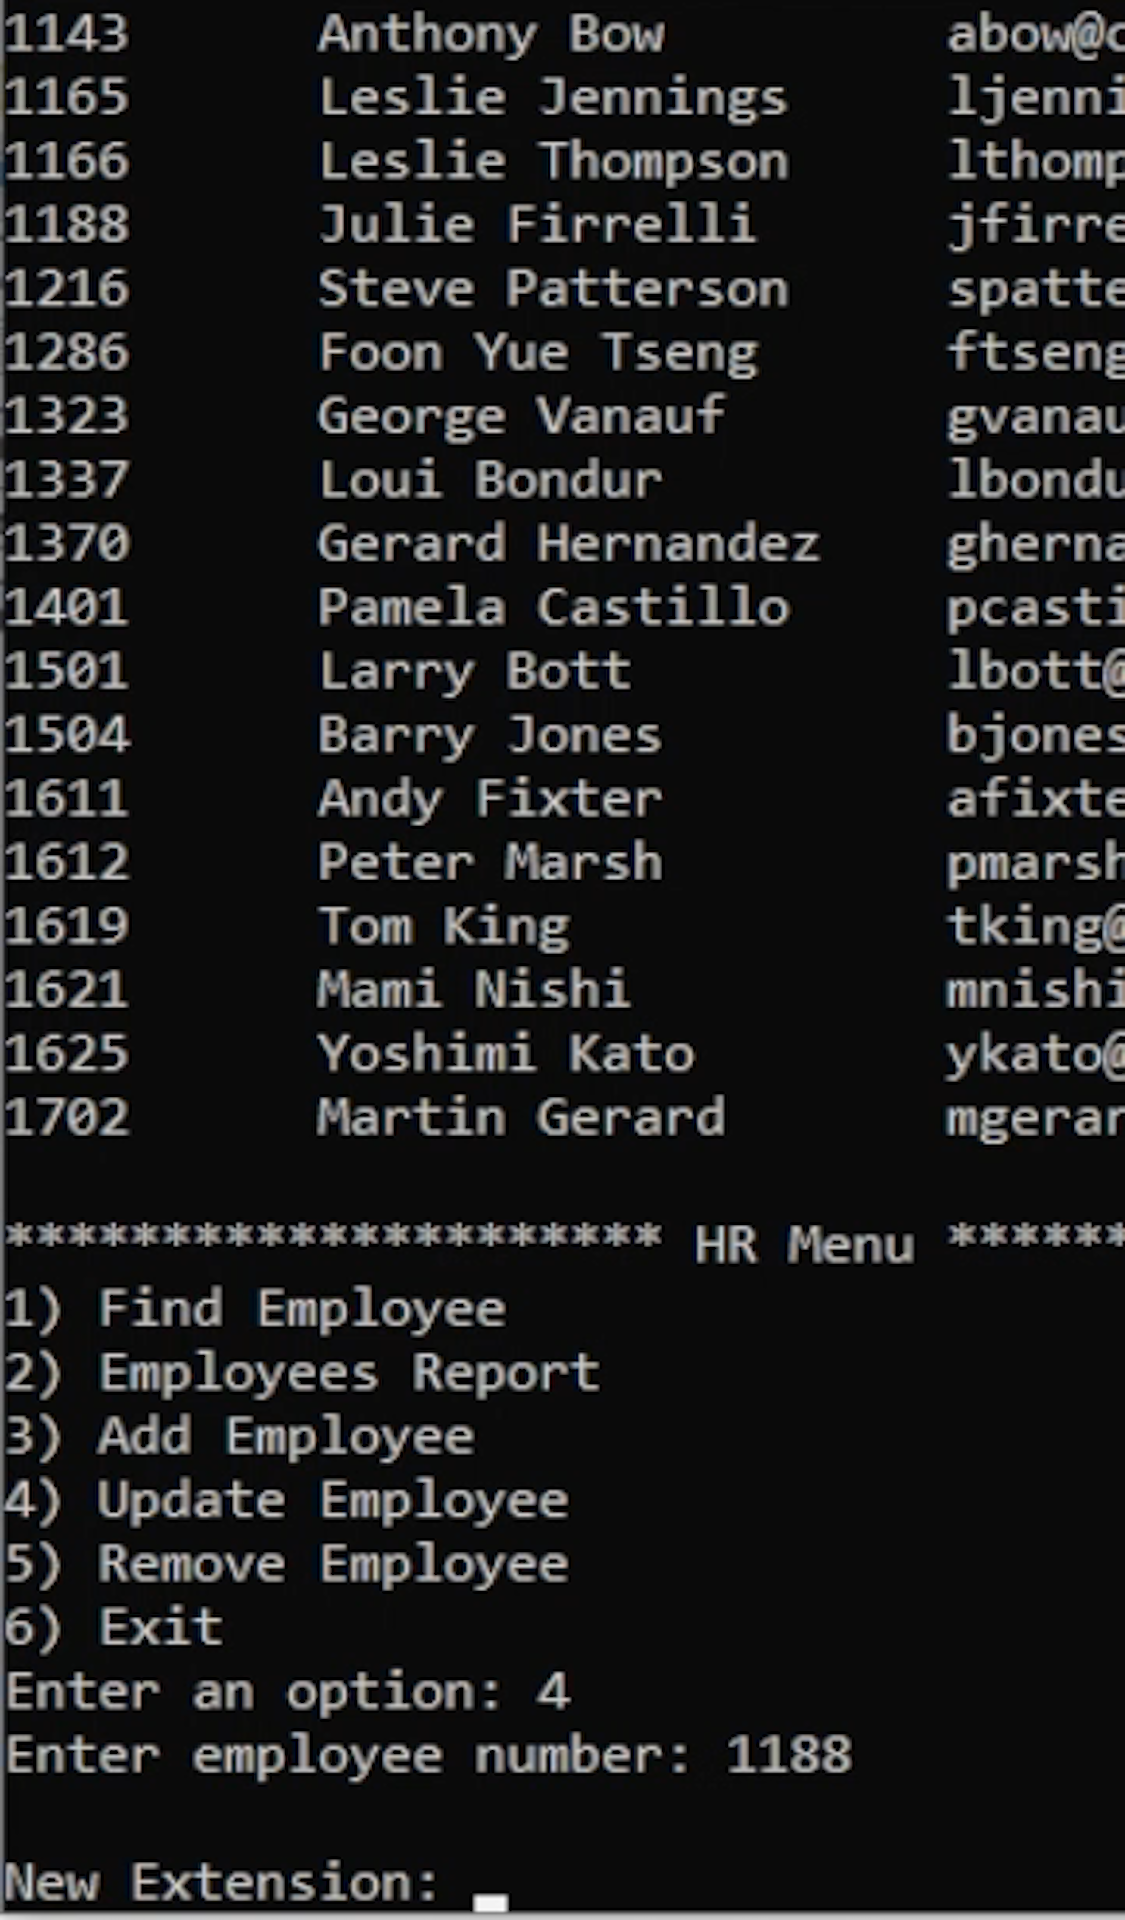 1143 Anthony Bow abow@c
1165 Leslie Jennings ljenni
1166 Leslie Thompson lthomp
1188 Julie Firrelli jfirre
1216 Steve Patterson spatte
1286 Foon Yue Tseng ftseng
1323 George Vanauf gvanau
1337 Loui Bondur lbondu
1370 Gerard Hernandez gherna
1401 Pamela Castillo pcasti
1501 Larry Bott lbott@
1504 Barry Jones bjones
1611 Andy Fixter afixte
1612 Peter Marsh pmarsh
1619 Tom King tking@
1621 Mami Nishi mnishi
1625 Yoshimi Kato ykato@
1702 Martin Gerard mgerar
********************* HR Menu ******
1) Find Employee
2) Employees Report
3) Add Employee
4) Update Employee
5) Remove Employee
6) Exit
Enter an option: 4
Enter employee number: 1188
New Extension: